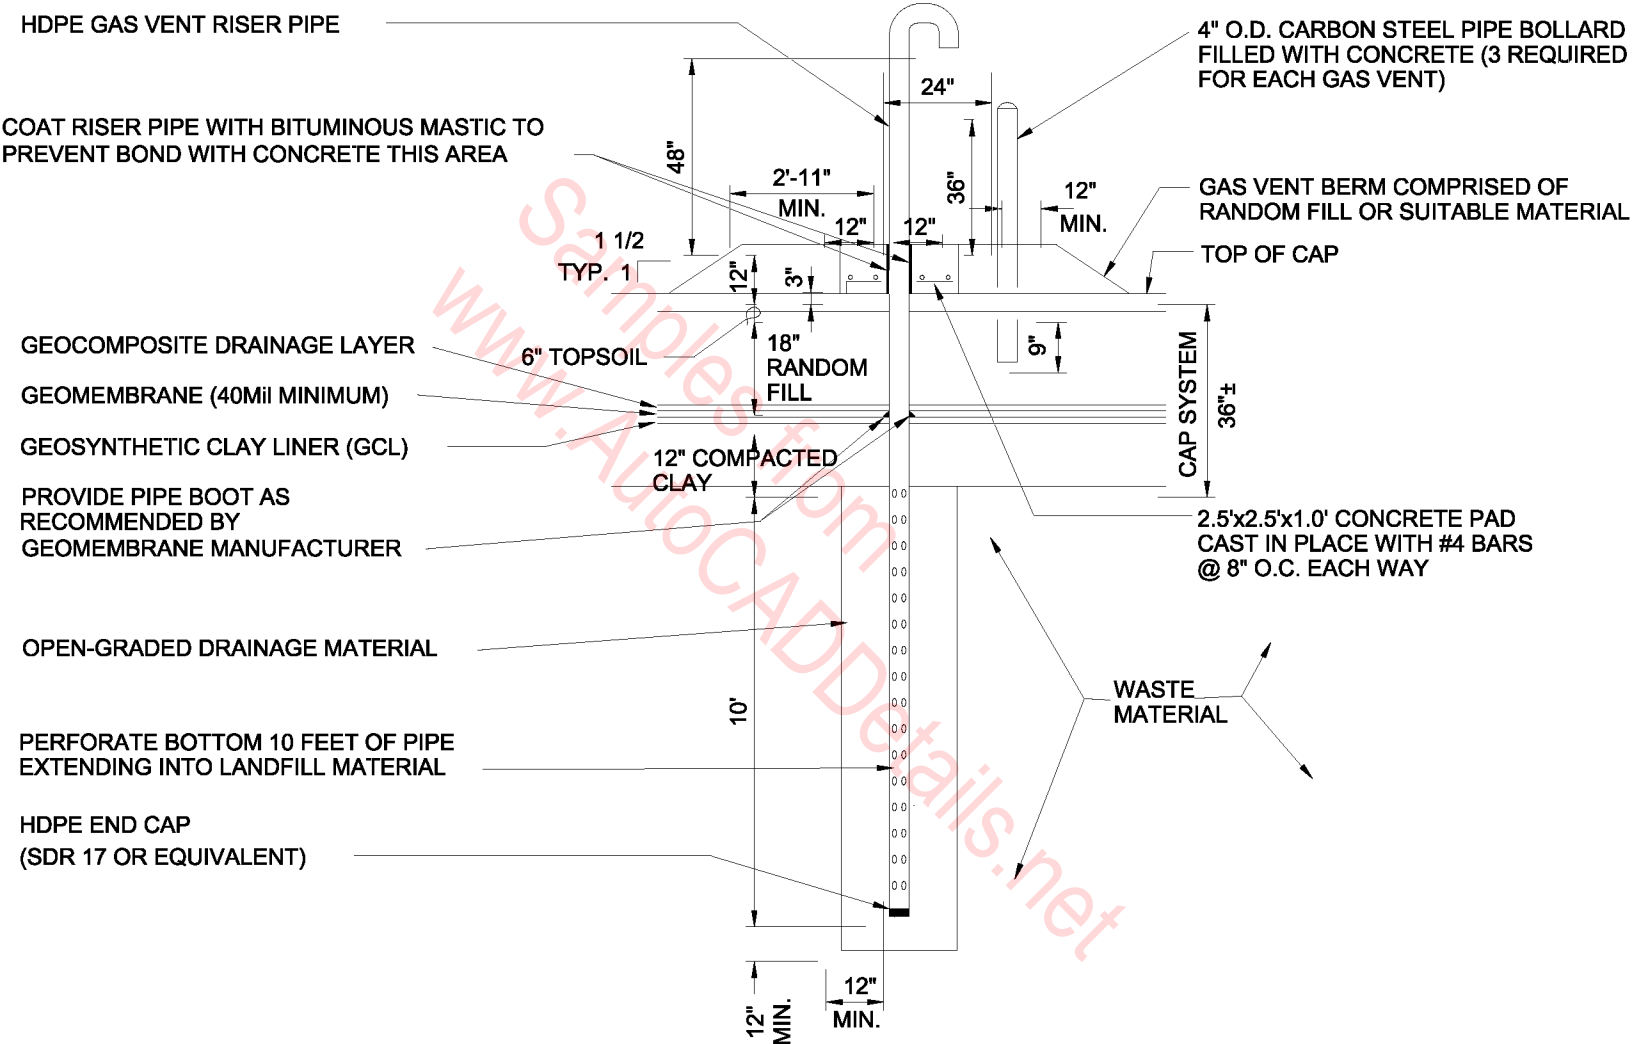 HDPE GAS VENT RISER PIPE
4" O.D. CARBON STEEL PIPE BOLLARD
FILLED WITH CONCRETE (3 REQUIRED
FOR EACH GAS VENT)
24"
COAT RISER PIPE WITH BITUMINOUS MASTIC TO
PREVENT BOND WITH CONCRETE THIS AREA
48"
36"
2'-11"
MIN.
12"
MIN.
GAS VENT BERM COMPRISED OF
RANDOM FILL OR SUITABLE MATERIAL
12"
12"
1 1/2
TYP. 1
12"
3"
TOP OF CAP
GEOCOMPOSITE DRAINAGE LAYER
6" TOPSOIL
18"
RANDOM
FILL
9"
CAP SYSTEM
36"±
GEOMEMBRANE (40Mil MINIMUM)
GEOSYNTHETIC CLAY LINER (GCL)
12" COMPACTED
CLAY
PROVIDE PIPE BOOT AS
RECOMMENDED BY
GEOMEMBRANE MANUFACTURER
2.5'x2.5'x1.0' CONCRETE PAD
CAST IN PLACE WITH #4 BARS
@ 8" O.C. EACH WAY
OPEN-GRADED DRAINAGE MATERIAL
10'
WASTE
MATERIAL
PERFORATE BOTTOM 10 FEET OF PIPE
EXTENDING INTO LANDFILL MATERIAL
HDPE END CAP
(SDR 17 OR EQUIVALENT)
12"
MIN.
12"
MIN.
Samples from
www.AutoCADDetails.net